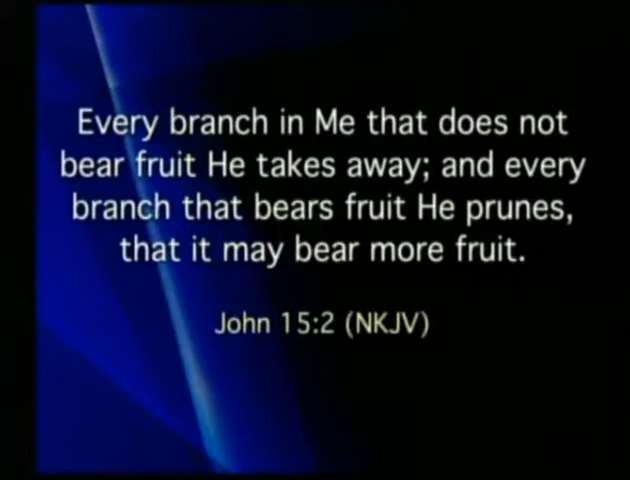 Every branch in Me that does not
bear fruit He takes away; and every
branch that bears fruit He prunes,
that it may bear more fruit.
John 15:2 (NKJV)